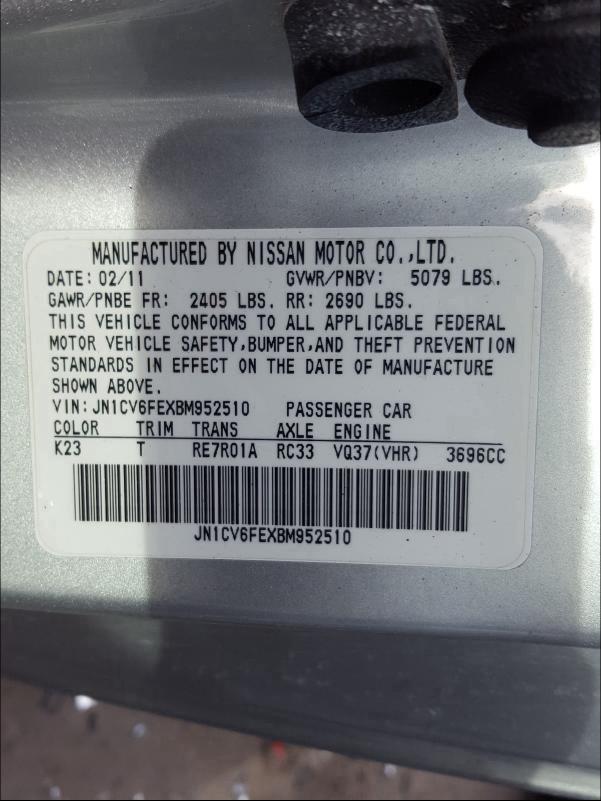 MANUFACTURED BY NISSAN MOTOR CO.,LTD.
DATE: 02/11 GVWR/PNBV: 5079 LBS.
GAWR/PNBE FR: 2405 LBS. RR: 2690 LBS.
THIS VEHICLE CONFORMS TO ALL APPLICABLE FEDERAL
MOTOR VEHICLE SAFETY,BUMPER,AND THEFT PREVENTION
STANDARDS IN EFFECT ON THE DATE OF MANUFACTURE
SHOWN ABOVE.
VIN:JN1CV6FEXBM952510 PASSENGER CAR
COLOR TRIM TRANS AXLE ENGINE
K23 T RE7R01A RC33 VQ37(VHR) 3696CC
JN1CV6FEXBM952510